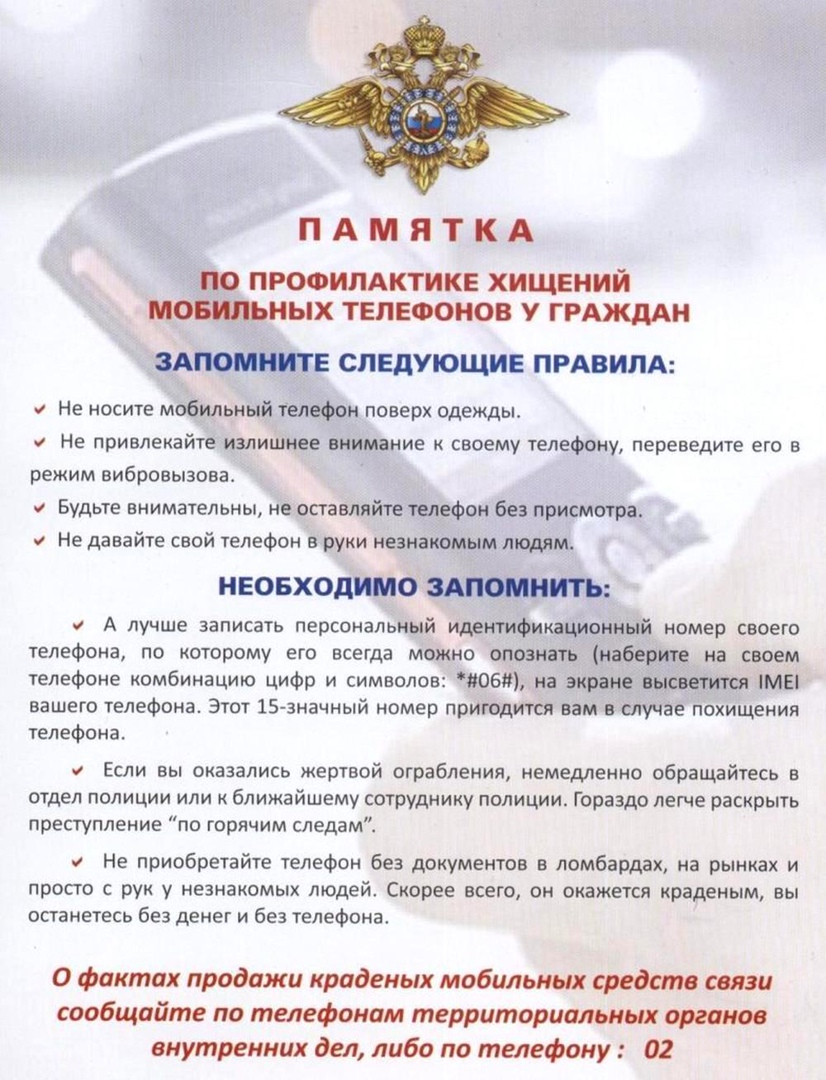 ПАМЯТКА
ПО ПРОФИЛАКТИКЕ ХИЩЕНИЙ
МОБИЛЬНЫХ ТЕЛЕФОНОВ У ГРАЖДАН
ЗАПОМНИТЕ СЛЕДУЮЩИЕ ПРАВИЛА:
Не носите мобильный телефон поверх одежды.
Не привлекайте излишнее внимание к своему телефону, переведите его в
режим вибровызова.
Будьте внимательны, не оставляйте телефон без присмотра.
Не давайте свой телефон в руки незнакомым людям.
НЕОБХОДИМО ЗАПОМНИТЬ:
А лучше записать персональный идентификационный номер своего
телефона, по которому его всегда можно опознать (наберите на своем
телефоне комбинацию цифр и символов: *#06#), на экране высветится IMEI
вашего телефона. Этот 15-значный номер пригодится вам в случае похищения
телефона.
Если вы оказались жертвой ограбления, немедленно обращайтесь в
отдел полиции или к ближайшему сотруднику полиции. Гораздо легче раскрыть
преступление “по горячим следам”.
Не приобретайте телефон без документов в ломбардах, на рынках и
просто с рук у незнакомых людей. Скорее всего, он окажется краденым, вы
останетесь без денег и без телефона.
О фактах продажи краденых мобильных средств связи
сообщайте по телефонам территориальных органов
внутренних дел, либо по телефону : 02